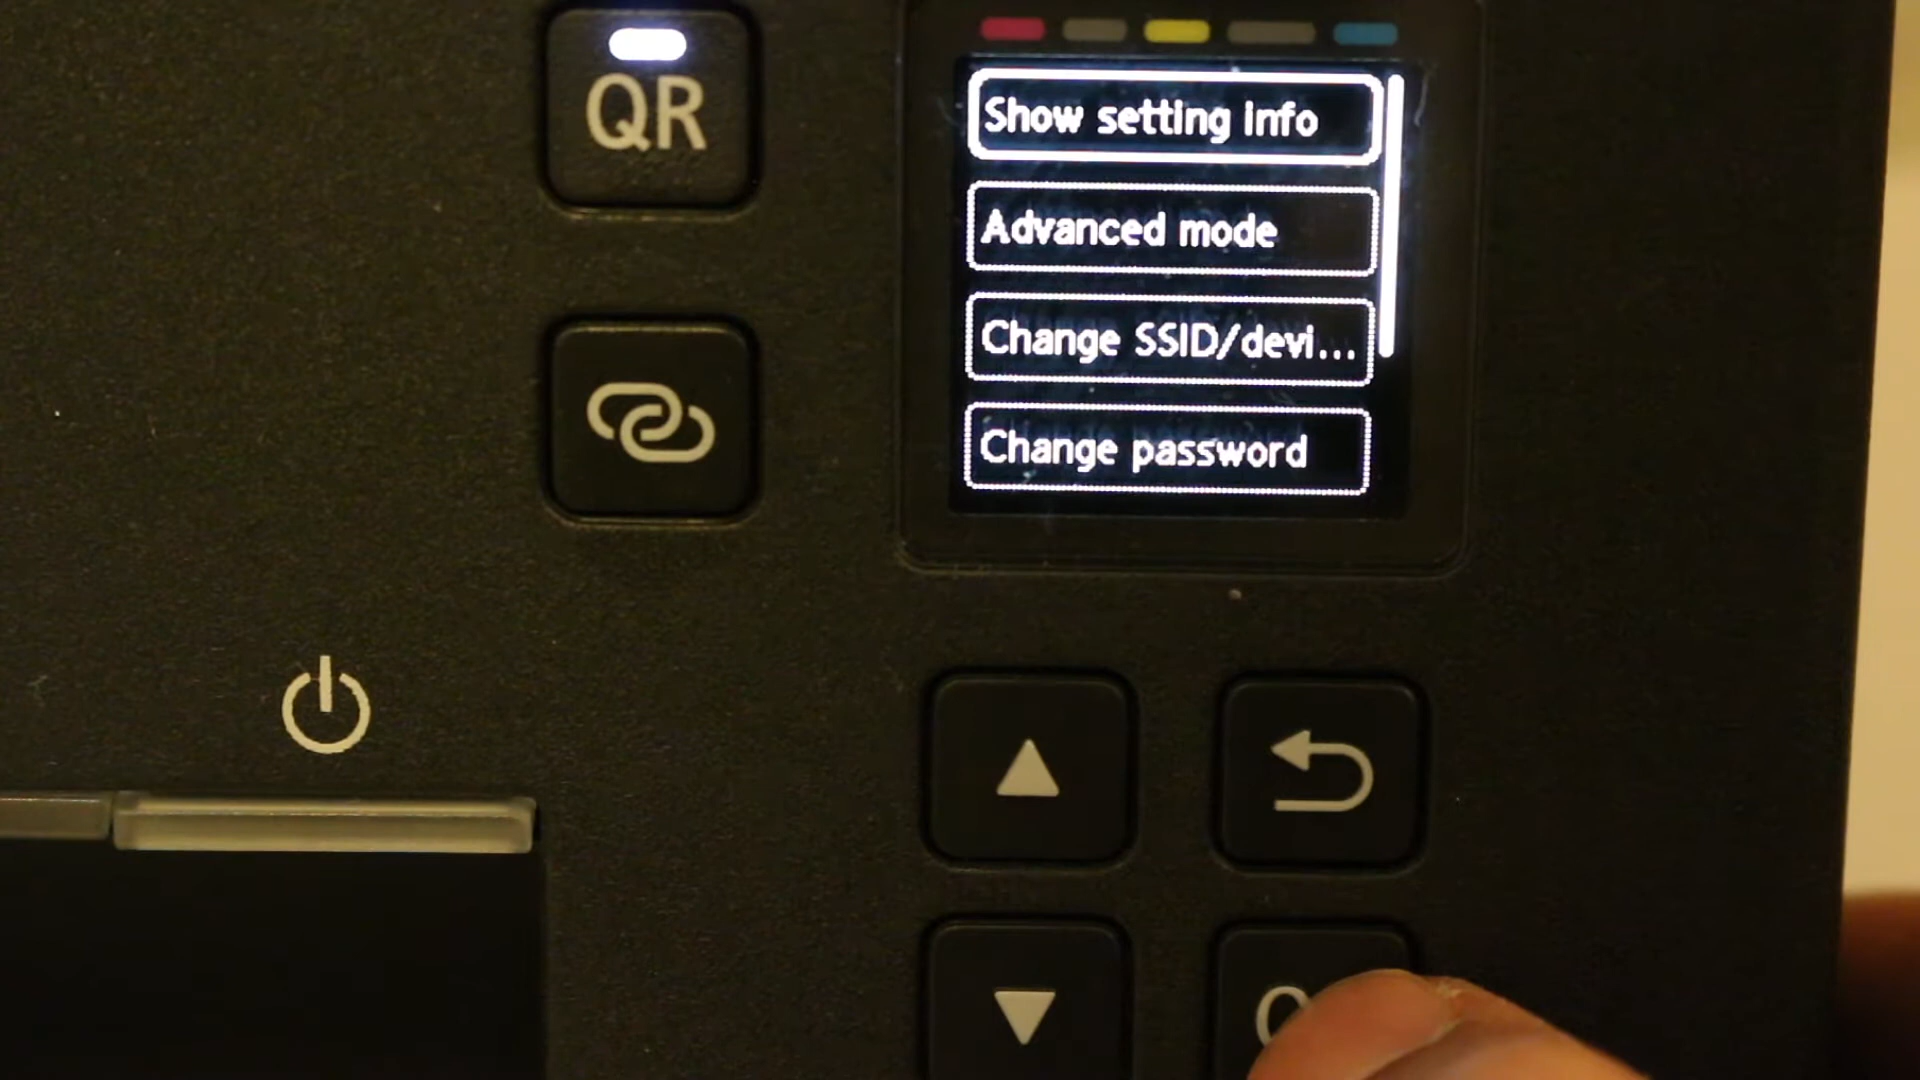 QR
Show setting info
Advanced mode
Change SSID/devi...
Change password